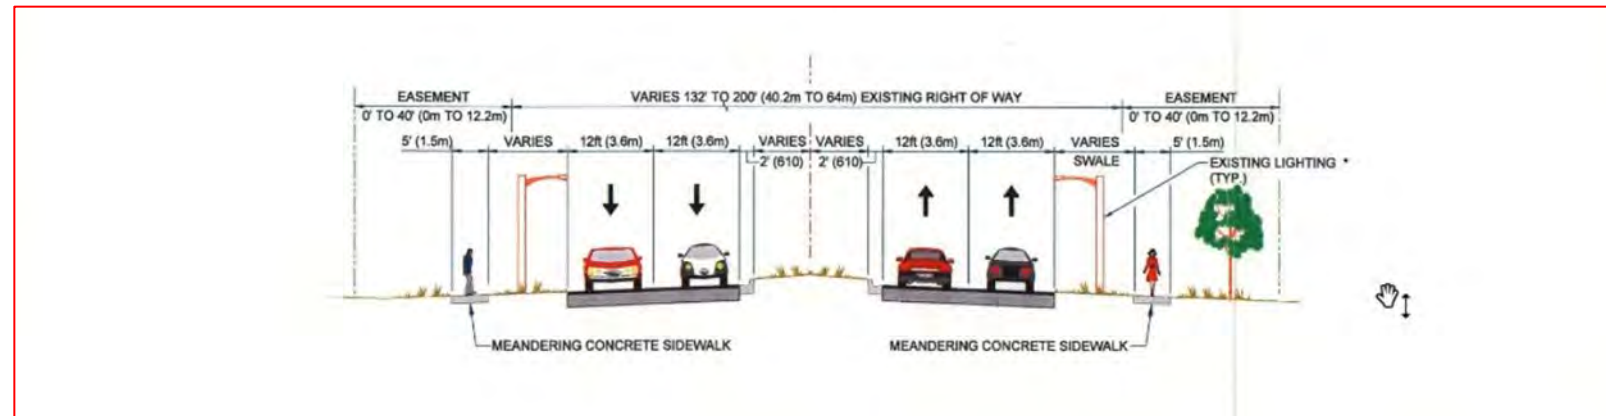 EASEMENT
VARIES 132' TO 200' (40.2m TO 64m) EXISTING RIGHT OF WAY
EASEMENT
0' TO 40' (0m TO 12.2m)
0' TO 40' (0m TO 12.2m)
5' (1.5m)
VARIES
12ft (3.6m)
12ft (3.6m)
VARIES
VARIES
12ft (3.6m)
12ft (3.6m)
VARIES
5' (1.5m)
2' (610)
2' (610)
SWALE
EXISTING LIGHTING *
(TYP.)
MEANDERING CONCRETE SIDEWALK
MEANDERING CONCRETE SIDEWALK